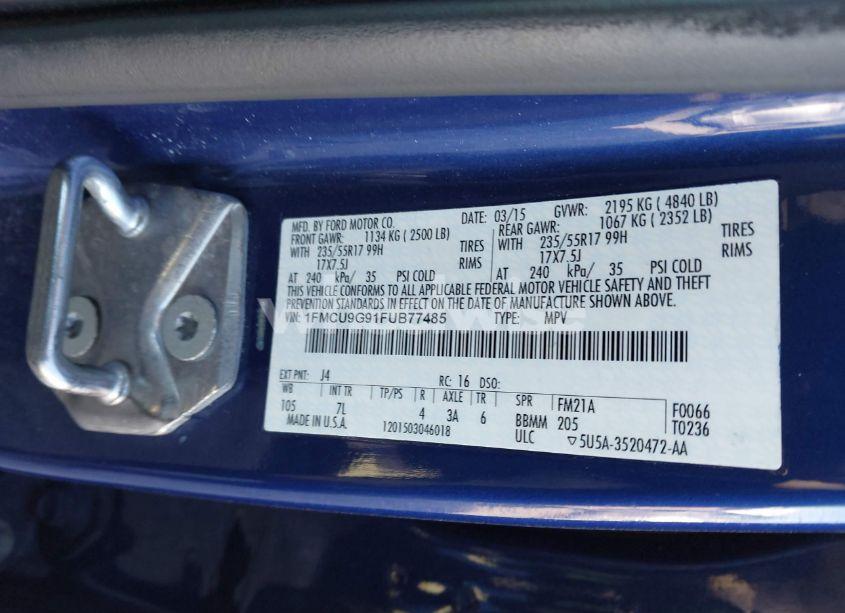 MFD. BY FORD MOTOR CO.
DATE: 03/15 GVWR: 2195 KG ( 4840 LB)
FRONT GAWR: 1134 KG ( 2500 LB)
REAR GAWR: 1067 KG ( 2352 LB)
WITH 235/55R17 99H TIRES
WITH 235/55R17 99H TIRES
17X7.5J RIMS
17X7.5J RIMS
AT 240 kPa/ 35 PSI COLD
AT 240 kPa/ 35 PSI COLD
THIS VEHICLE CONFORMS TO ALL APPLICABLE FEDERAL MOTOR VEHICLE SAFETY AND THEFT
PREVENTION STANDARDS IN EFFECT ON THE DATE OF MANUFACTURE SHOWN ABOVE.
VIN: 1FMCU9G91FUB77485 TYPE: MPV
EXT PNT: J4 RC: 16 DSO:
WB INT TR TP/PS R AXLE TR SPR FM21A F0066
105 7L 4 3A 6 BBMM 205 T0236
MADE IN U.S.A. 1201503046018 ULC ▽5U5A-3520472-AA